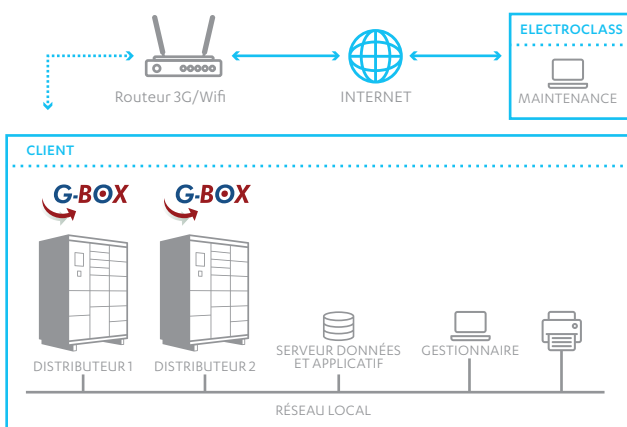 ELECTROCLASS
Routeur 3G/Wifi
INTERNET
MAINTENANCE
CLIENT
G-BOX
G-BOX
DISTRIBUTEUR 1
DISTRIBUTEUR 2
SERVEUR DONNÉES
ET APPLICATIF
GESTIONNAIRE
RÉSEAU LOCAL